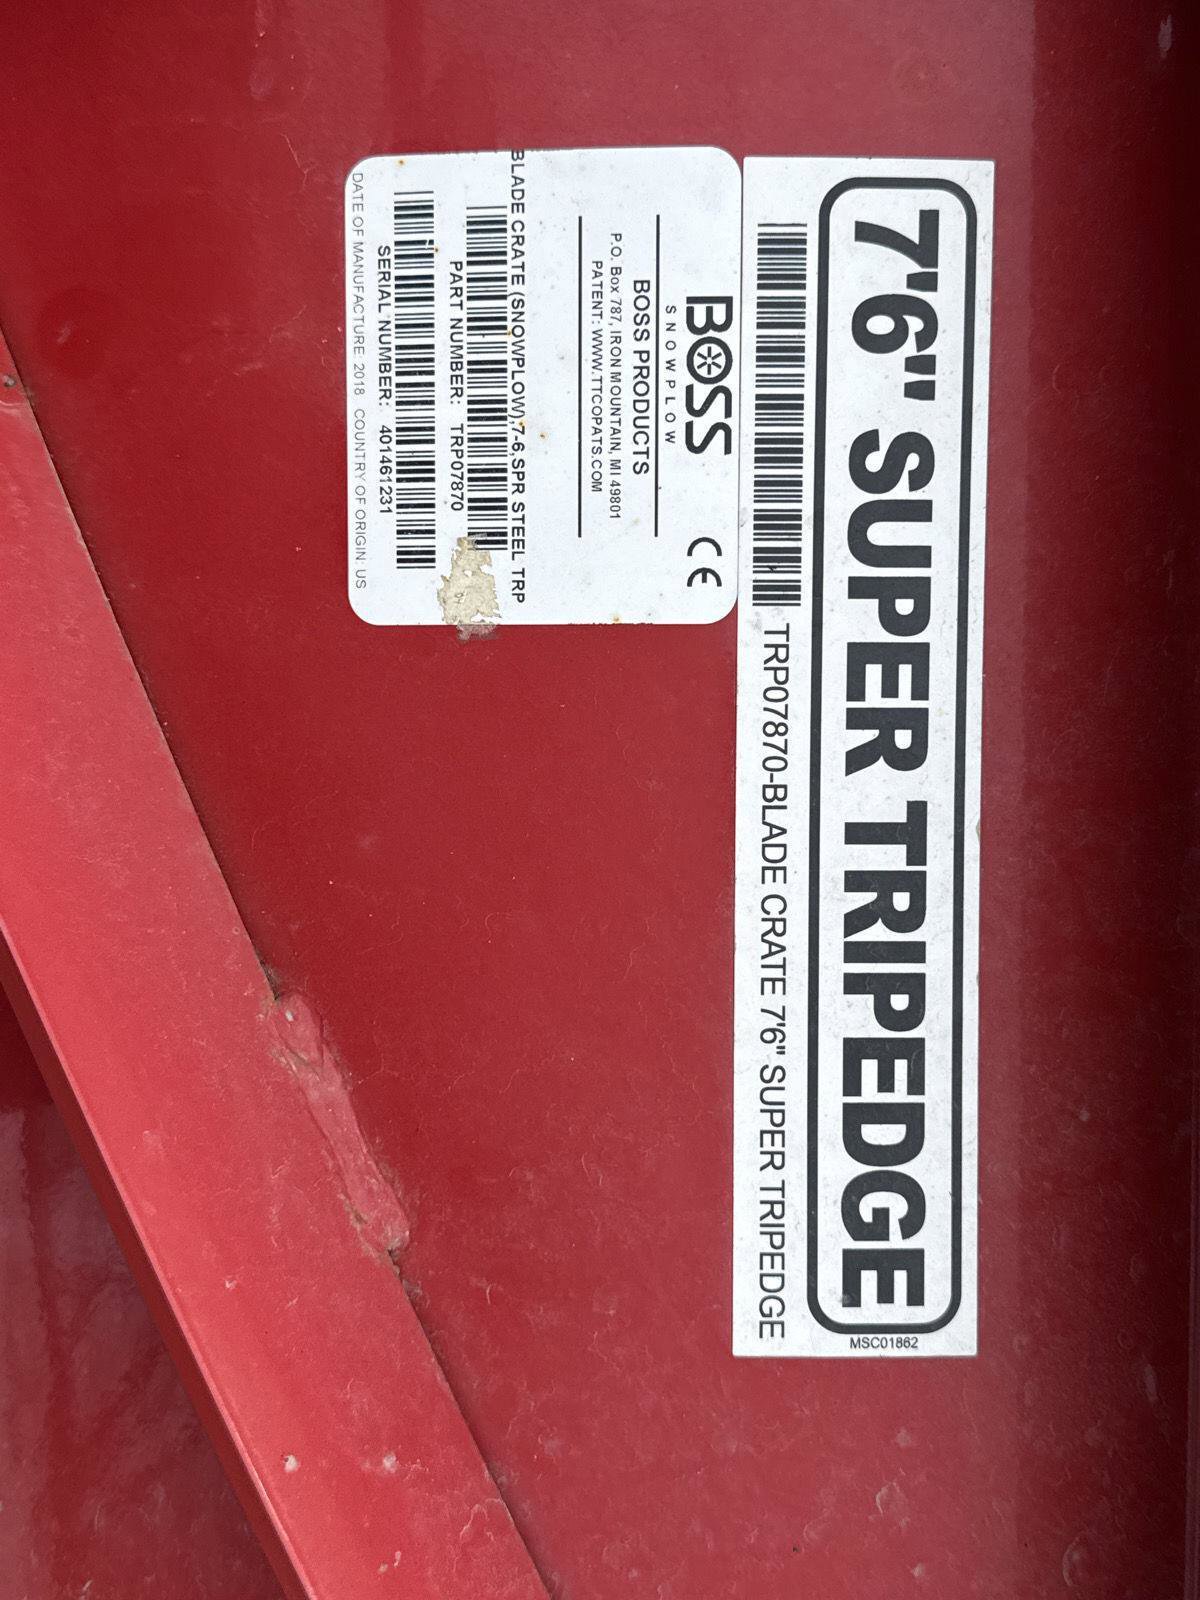 7'6" SUPER TRIPEDGE
MSC01862
TRP07870-BLADE CRATE 7'6" SUPER TRIPEDGE
BOSS
SNOWPLOW
CE
BOSS PRODUCTS
P.O. Box 787, IRON MOUNTAIN, MI 49801
PATENT: WWW.TTCOPATS.COM
BLADE CRATE (SNOWPLOW),7-6,SPR STEEL TRP
PART NUMBER: TRP07870
SERIAL NUMBER: 401461231
DATE OF MANUFACTURE: 2018 COUNTRY OF ORIGIN: US